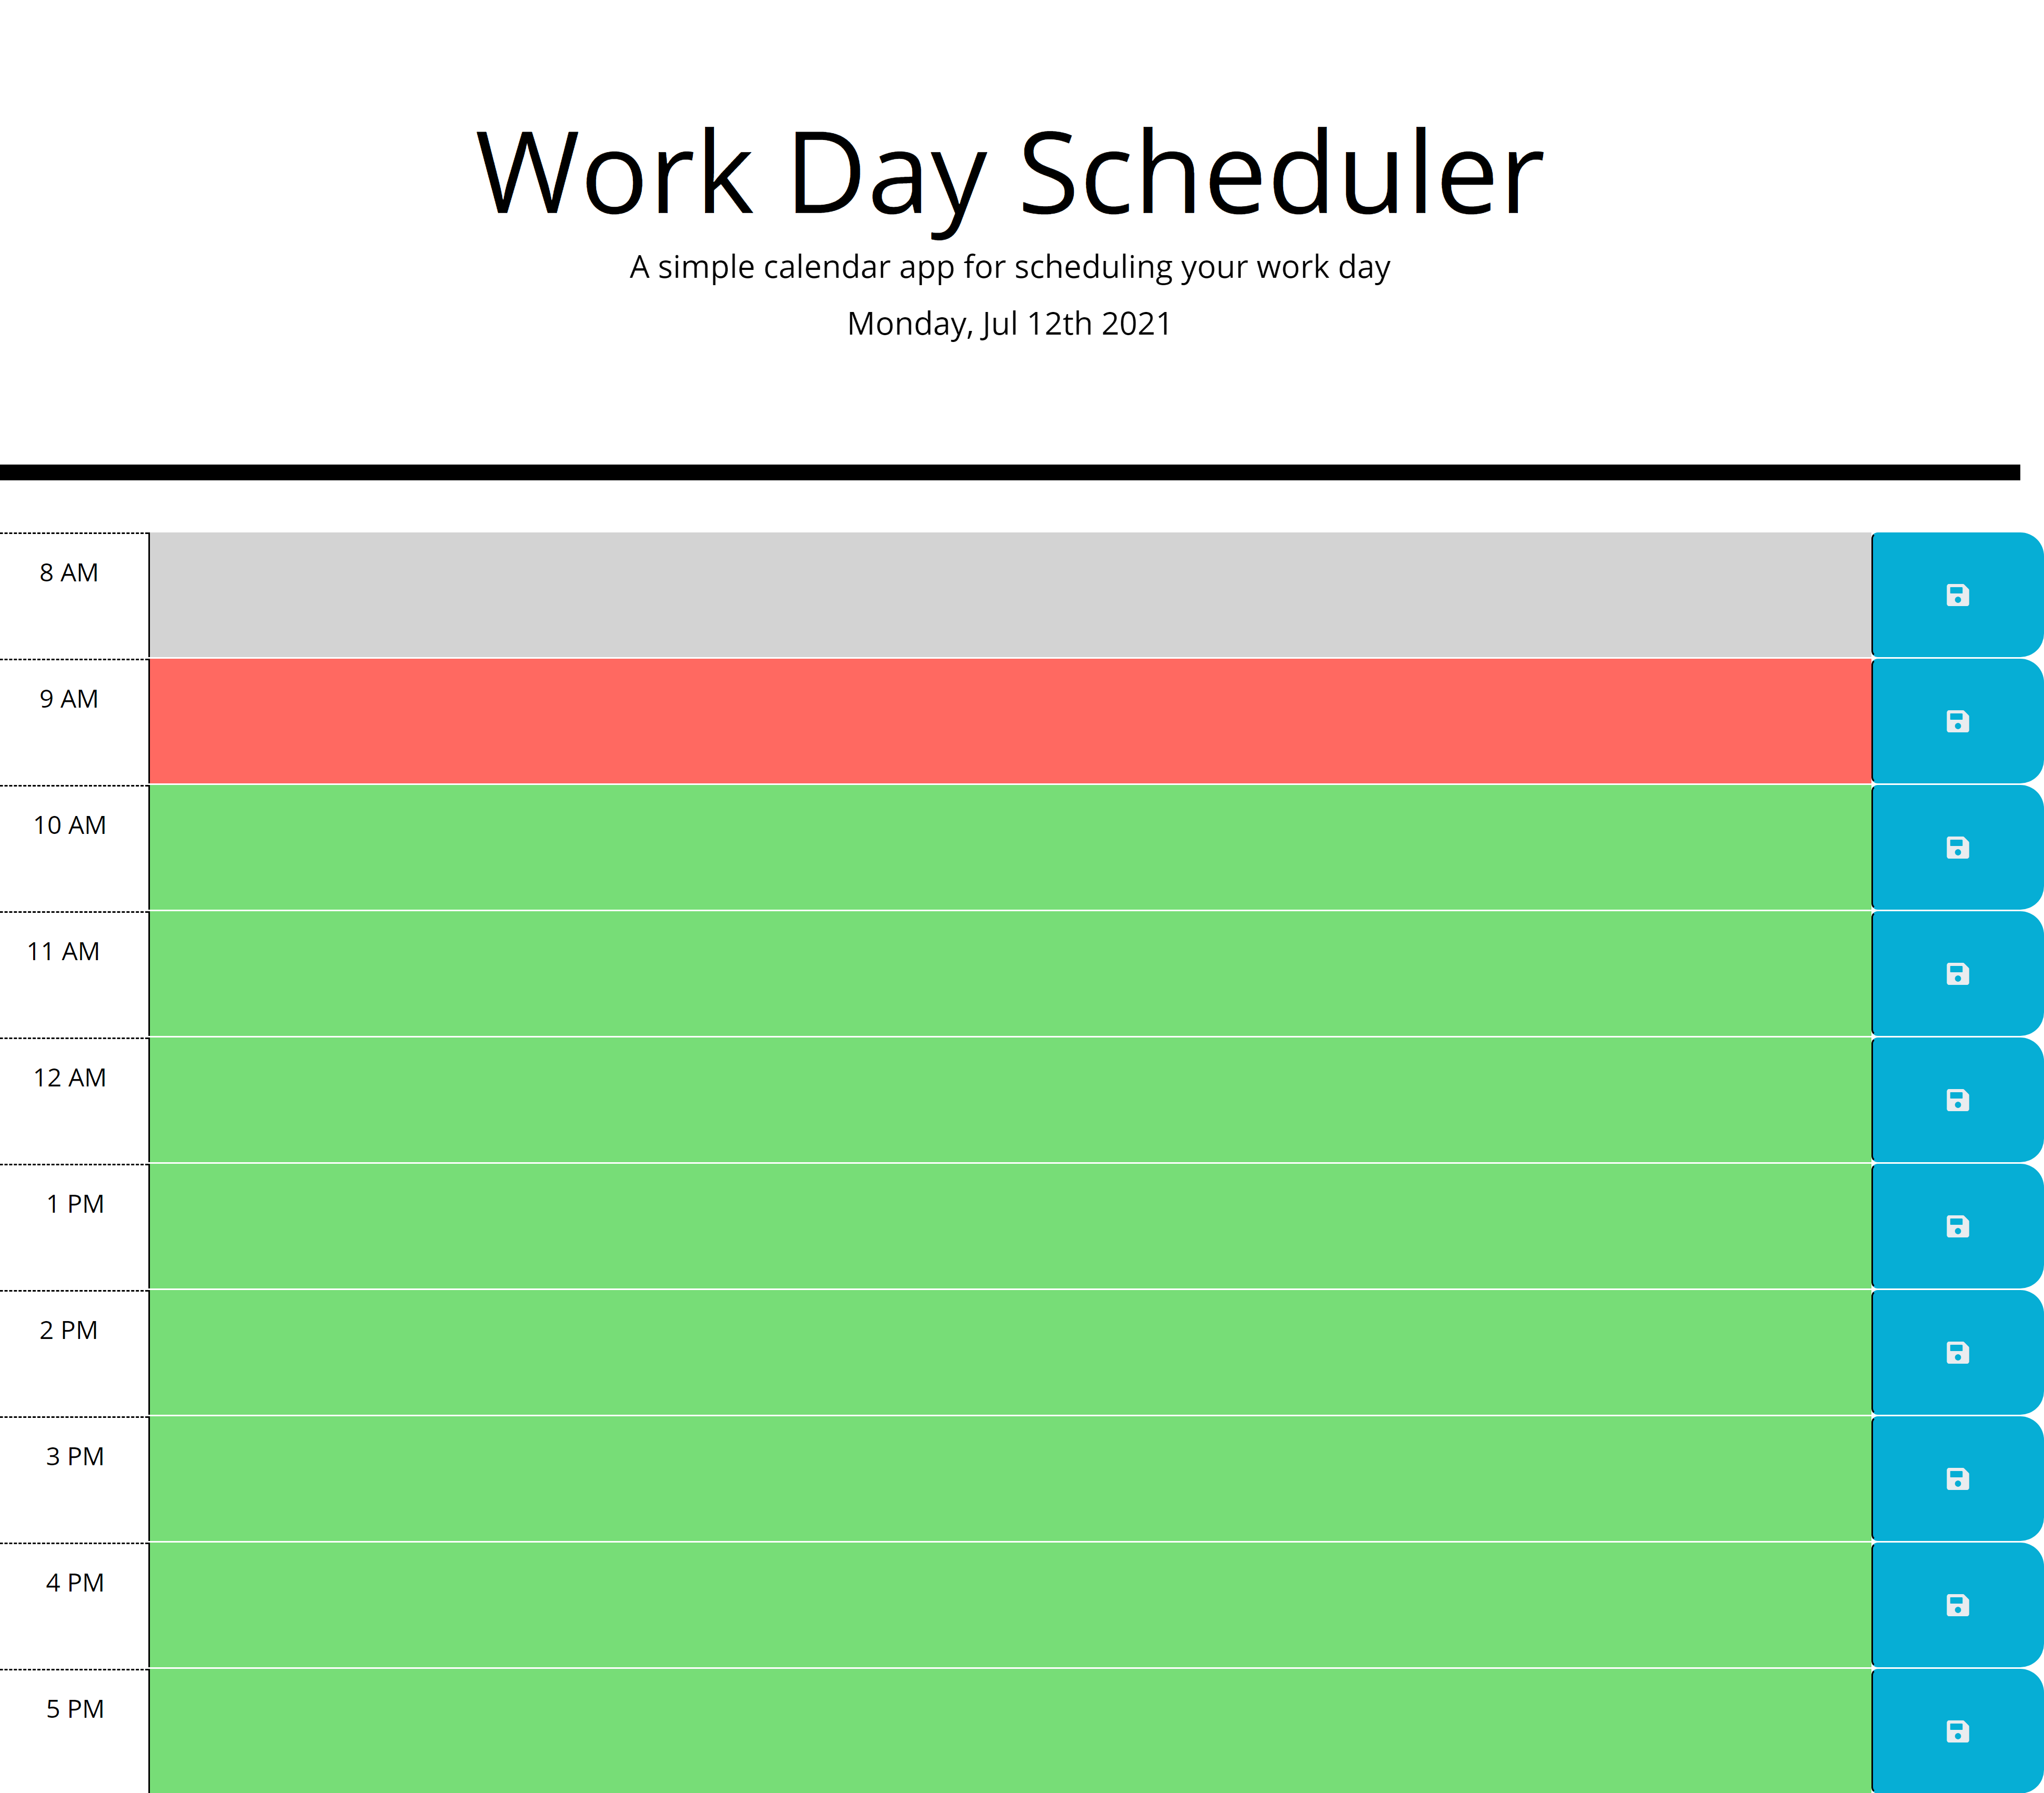 Work Day Scheduler
A simple calendar app for scheduling your work day
Monday, Jul 12th 2021
8 AM
9 AM
10 AM
11 AM
12 AM
1 PM
2 PM
3 PM
4 PM
5 PM